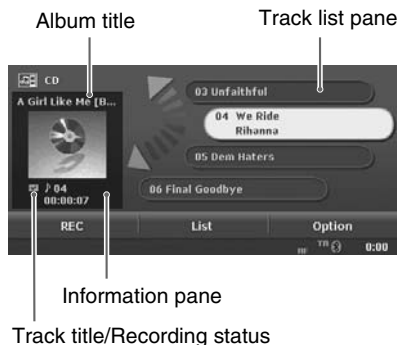 Album title
Track list pane
CD
A Girl Like Me [B...
03 Unfaithful
04 We Ride
Rihanna
05 Dem Haters
06 Final Goodbye
04
00:00:07
REC
List
Option
TR
0:00
Information pane
Track title/Recording status